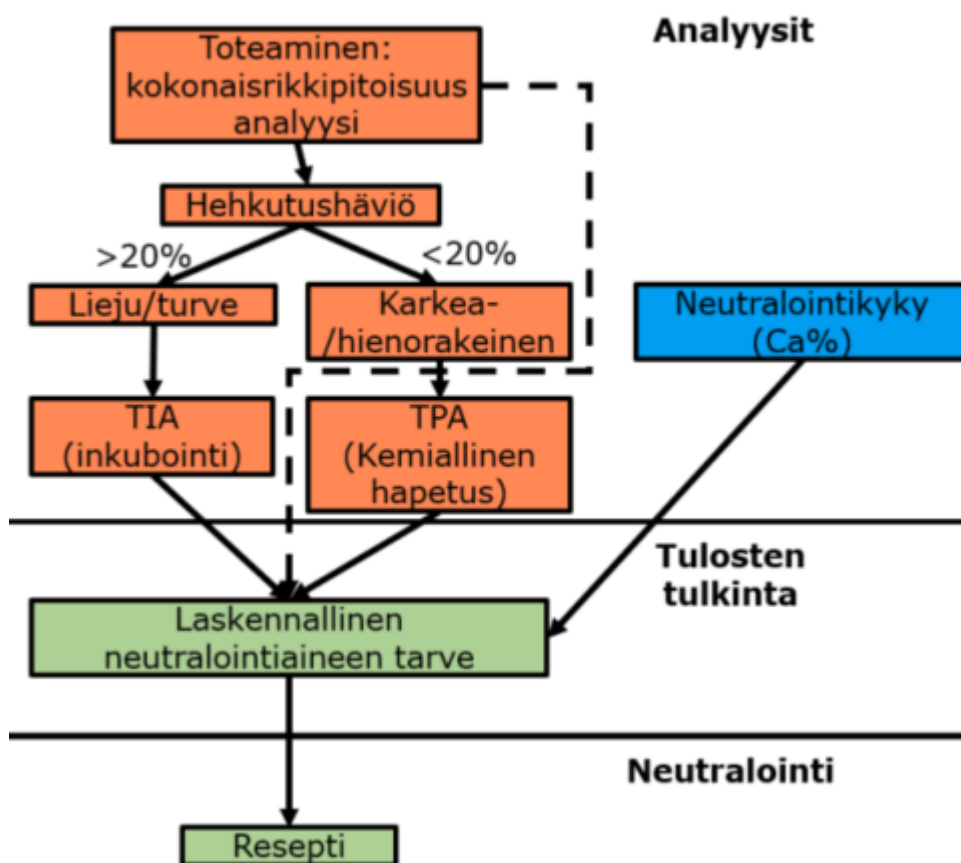 Analyysit
Toteaminen:
kokonaisrikkipitoisuus
analyysi
Hehkutushäviö
>20%
<20%
Lieju/turve
Karkea-
/hienorakeinen
Neutralointikyky
(Ca%)
TIA
(inkubointi)
TPA
(Kemiallinen
hapetus)
Tulosten
tulkinta
Laskennallinen
neutralointiaineen tarve
Neutralointi
Resepti